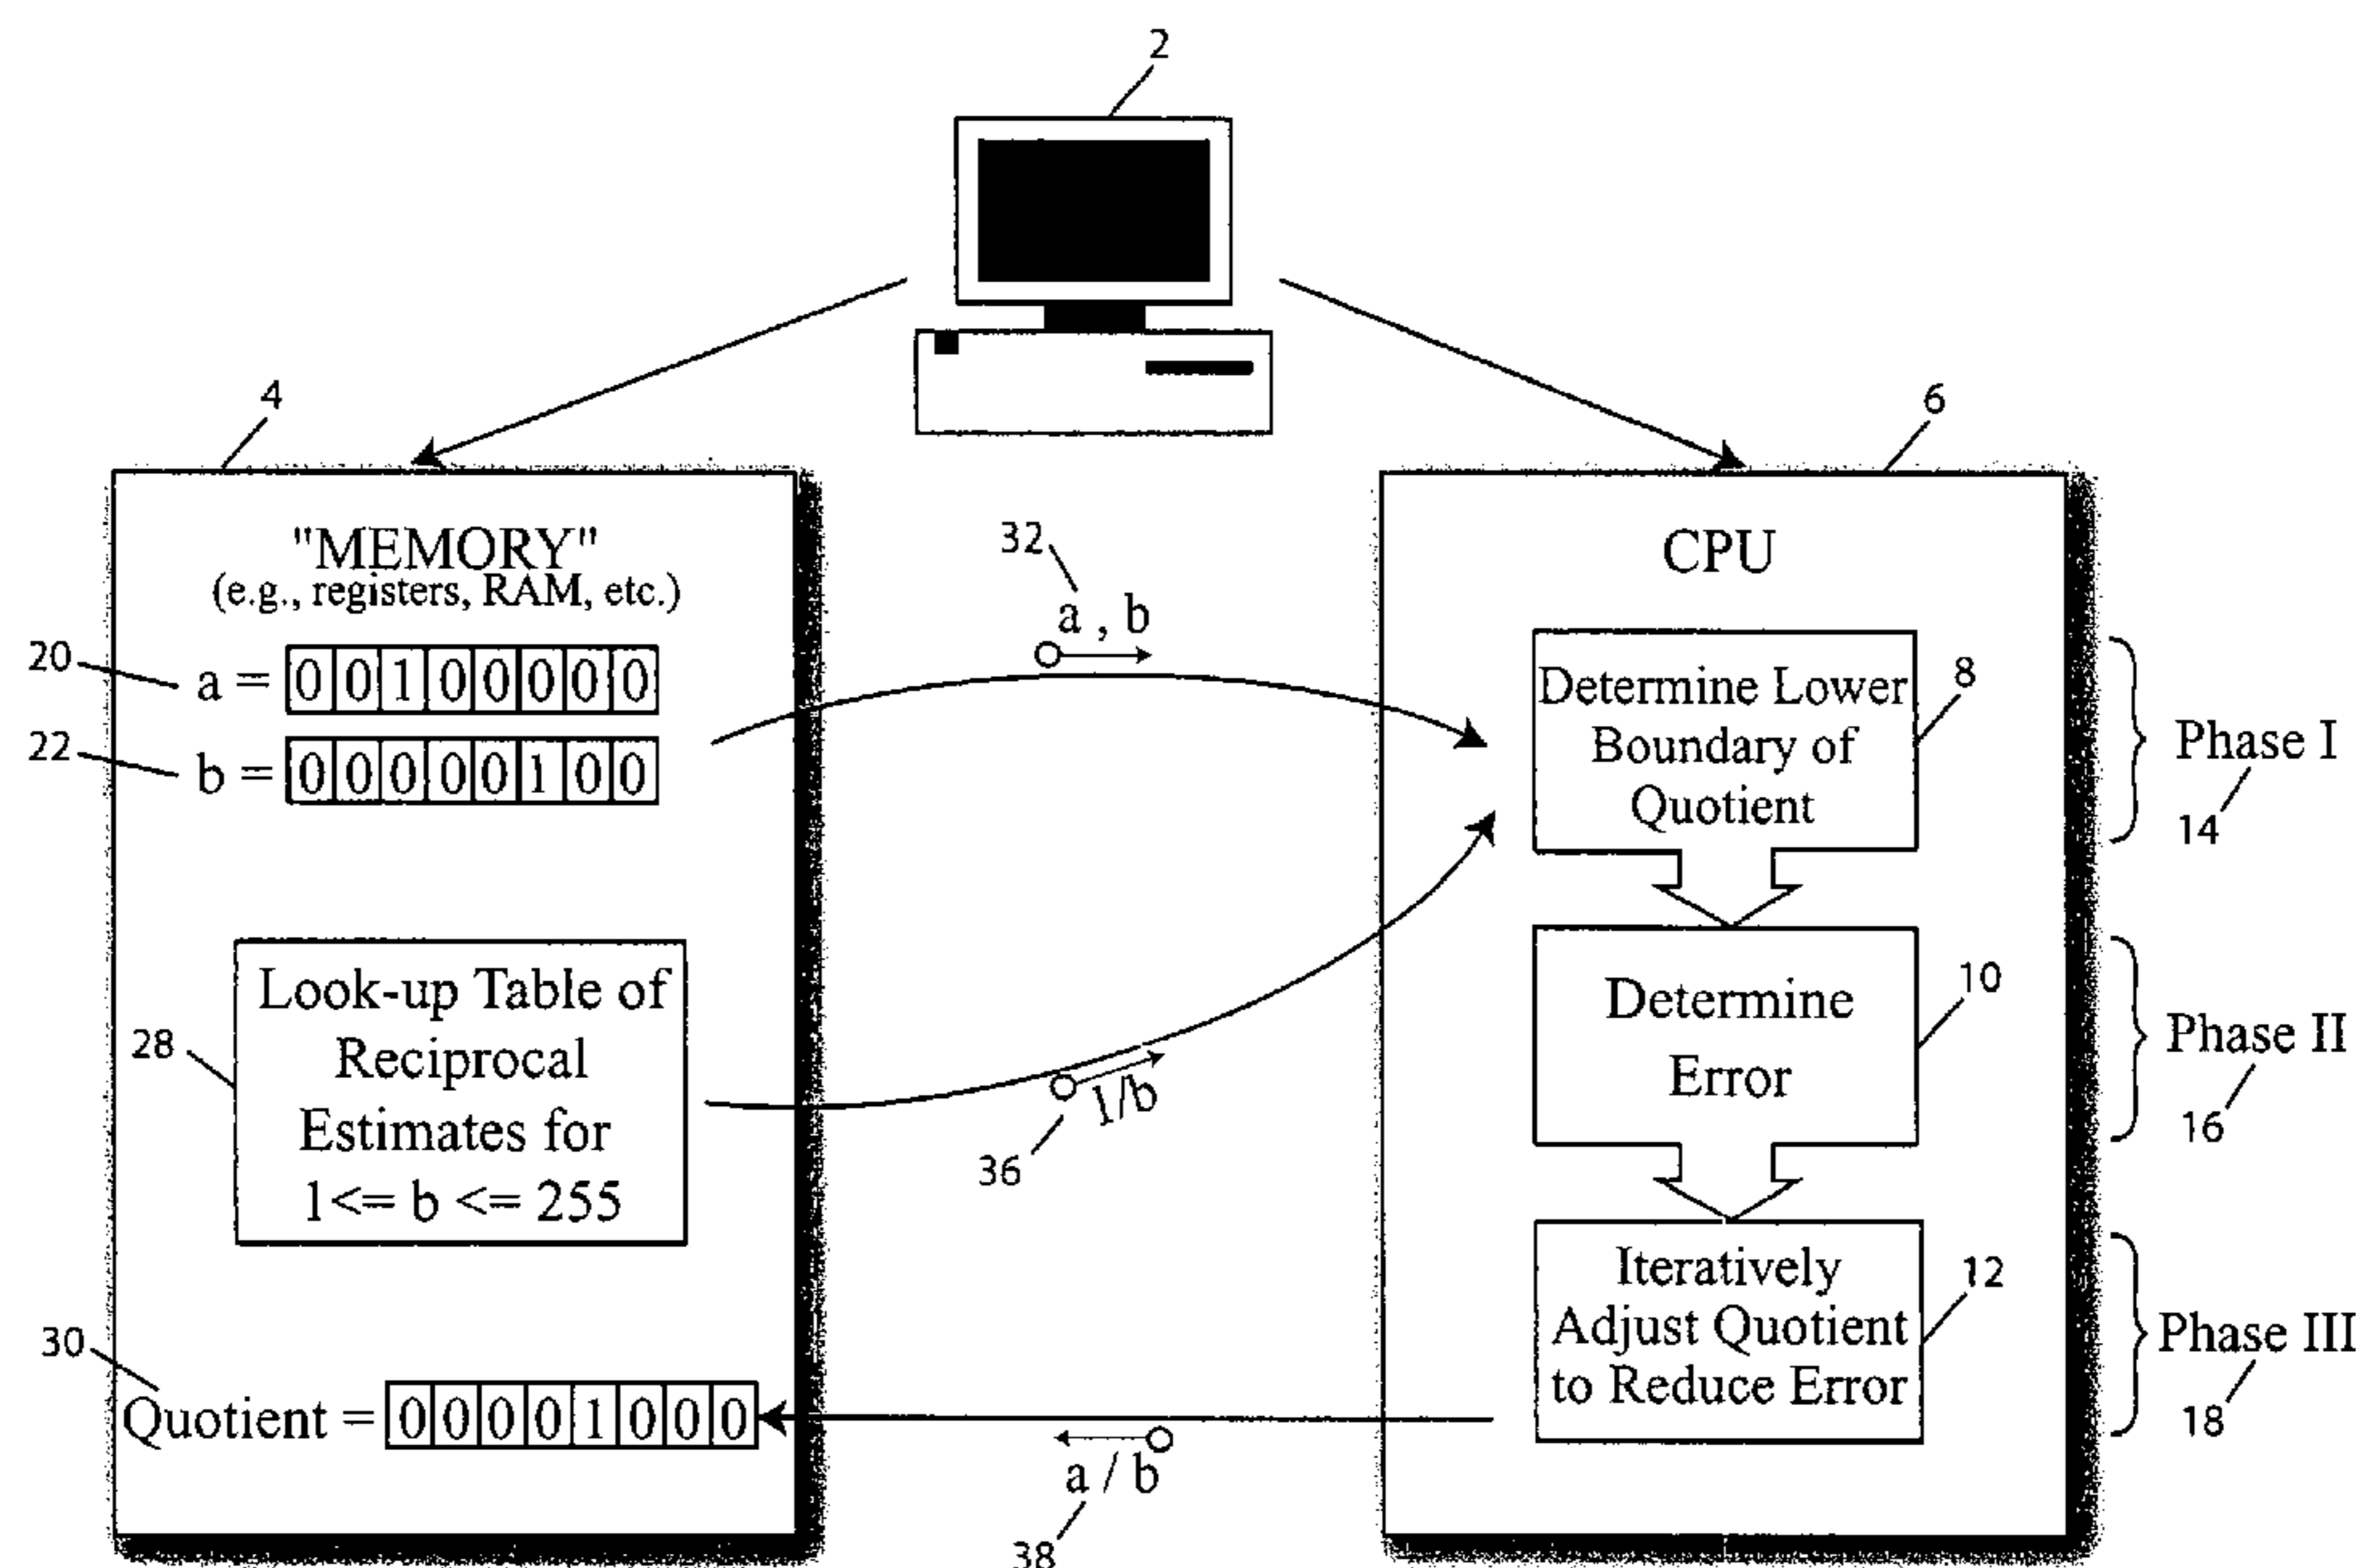 2
4
6
"MEMORY"
(e.g., registers, RAM, etc.)
20
a = 0 0 1 0 0 0 0 0
22
b = 0 0 0 0 0 1 0 0
28
Look-up Table of
Reciprocal
Estimates for
1<= b <= 255
30
Quotient = 0 0 0 0 1 0 0 0
32
a , b
36
1/b
a / b
38
CPU
Determine Lower
Boundary of
Quotient
8
Phase I
14
Determine
Error
10
Phase II
16
Iteratively
Adjust Quotient
to Reduce Error
12
Phase III
18